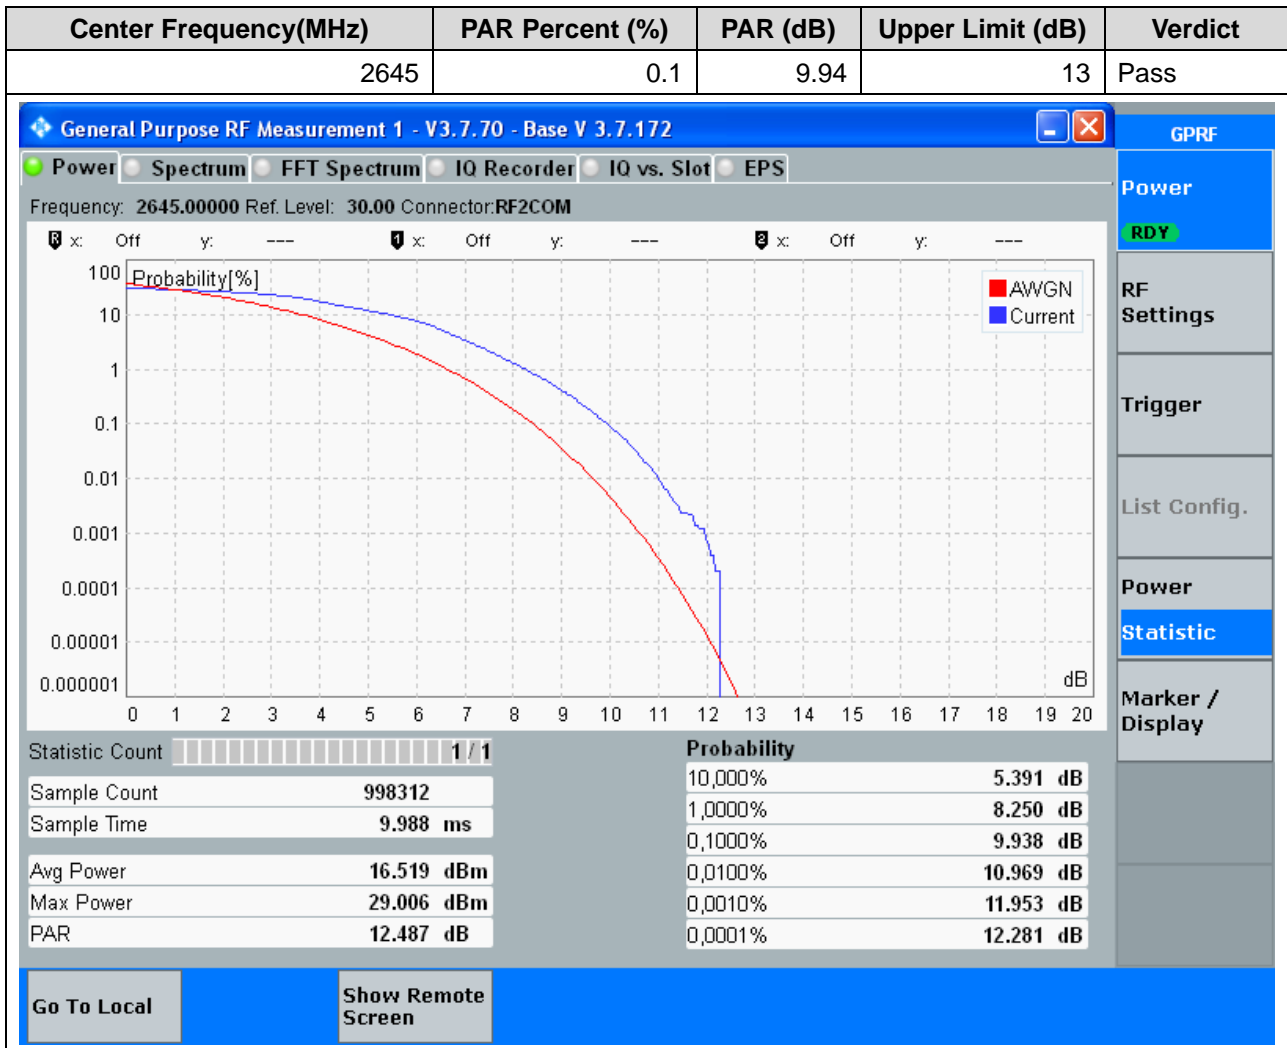 Center Frequency(MHz) PAR Percent (%) PAR (dB) Upper Limit (dB) Verdict
2645 0.1 9.94 13 Pass
General Purpose RF Measurement 1 - V3.7.70 - Base V 3.7.172
GPRF
Power Spectrum FFT Spectrum IQ Recorder IQ vs. Slot EPS
Frequency: 2645.00000 Ref. Level: 30.00 Connector:RF2COM
R x: Off y: --- 1 x: Off y: --- 2 x: Off y: ---
Probability[%]
100
10
1
0.1
0.01
0.001
0.0001
0.00001
0.000001
AWGN
Current
dB
0 1 2 3 4 5 6 7 8 9 10 11 12 13 14 15 16 17 18 19 20
Statistic Count 1 / 1
Sample Count 998312
Sample Time 9.988 ms
Avg Power 16.519 dBm
Max Power 29.006 dBm
PAR 12.487 dB
Probability
10,000% 5.391 dB
1,0000% 8.250 dB
0,1000% 9.938 dB
0,0100% 10.969 dB
0,0010% 11.953 dB
0,0001% 12.281 dB
Power
RDY
RF
Settings
Trigger
List Config.
Power
Statistic
Marker /
Display
Go To Local
Show Remote
Screen